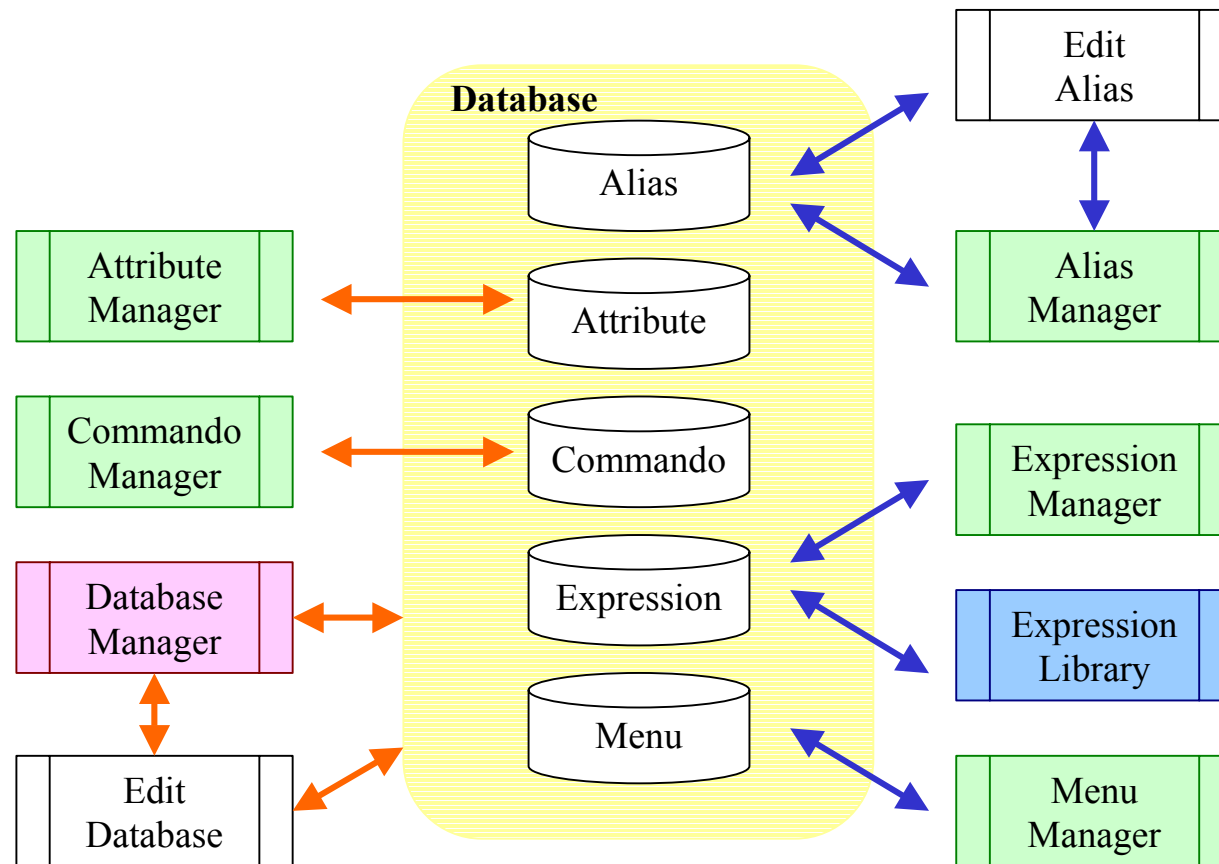 Database
Alias
Attribute
Commando
Expression
Menu
Attribute
Manager
Commando
Manager
Database
Manager
Edit
Database
Edit
Alias
Alias
Manager
Expression
Manager
Expression
Library
Menu
Manager